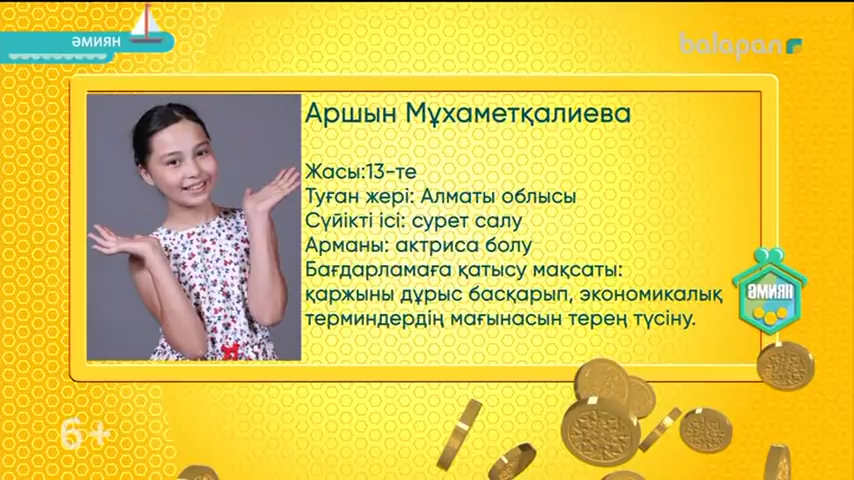 әмиян
balapan
Аршын Мұхаметқалиева
Жасы:13-те
Туған жері: Алматы облысы
Сүйікті ісі: сурет салу
Арманы: актриса болу
Бағдарламаға қатысу мақсаты:
қаржыны дұрыс басқарып, экономикалық
терминдердің мағынасын терең түсіну.
әмиян
6+